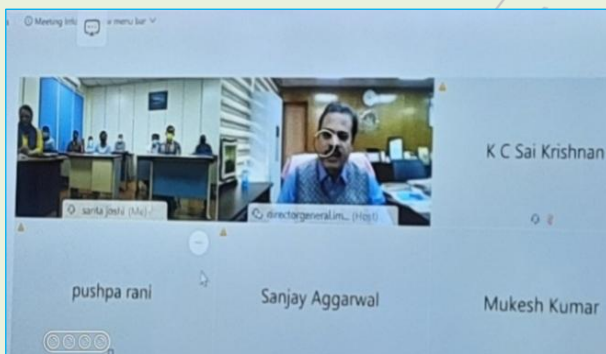 Meeting Info
w menu bar
sarita joshi (Me)
directorgeneral.im... (Host)
K C Sai Krishnan
pushpa rani
Sanjay Aggarwal
Mukesh Kumar